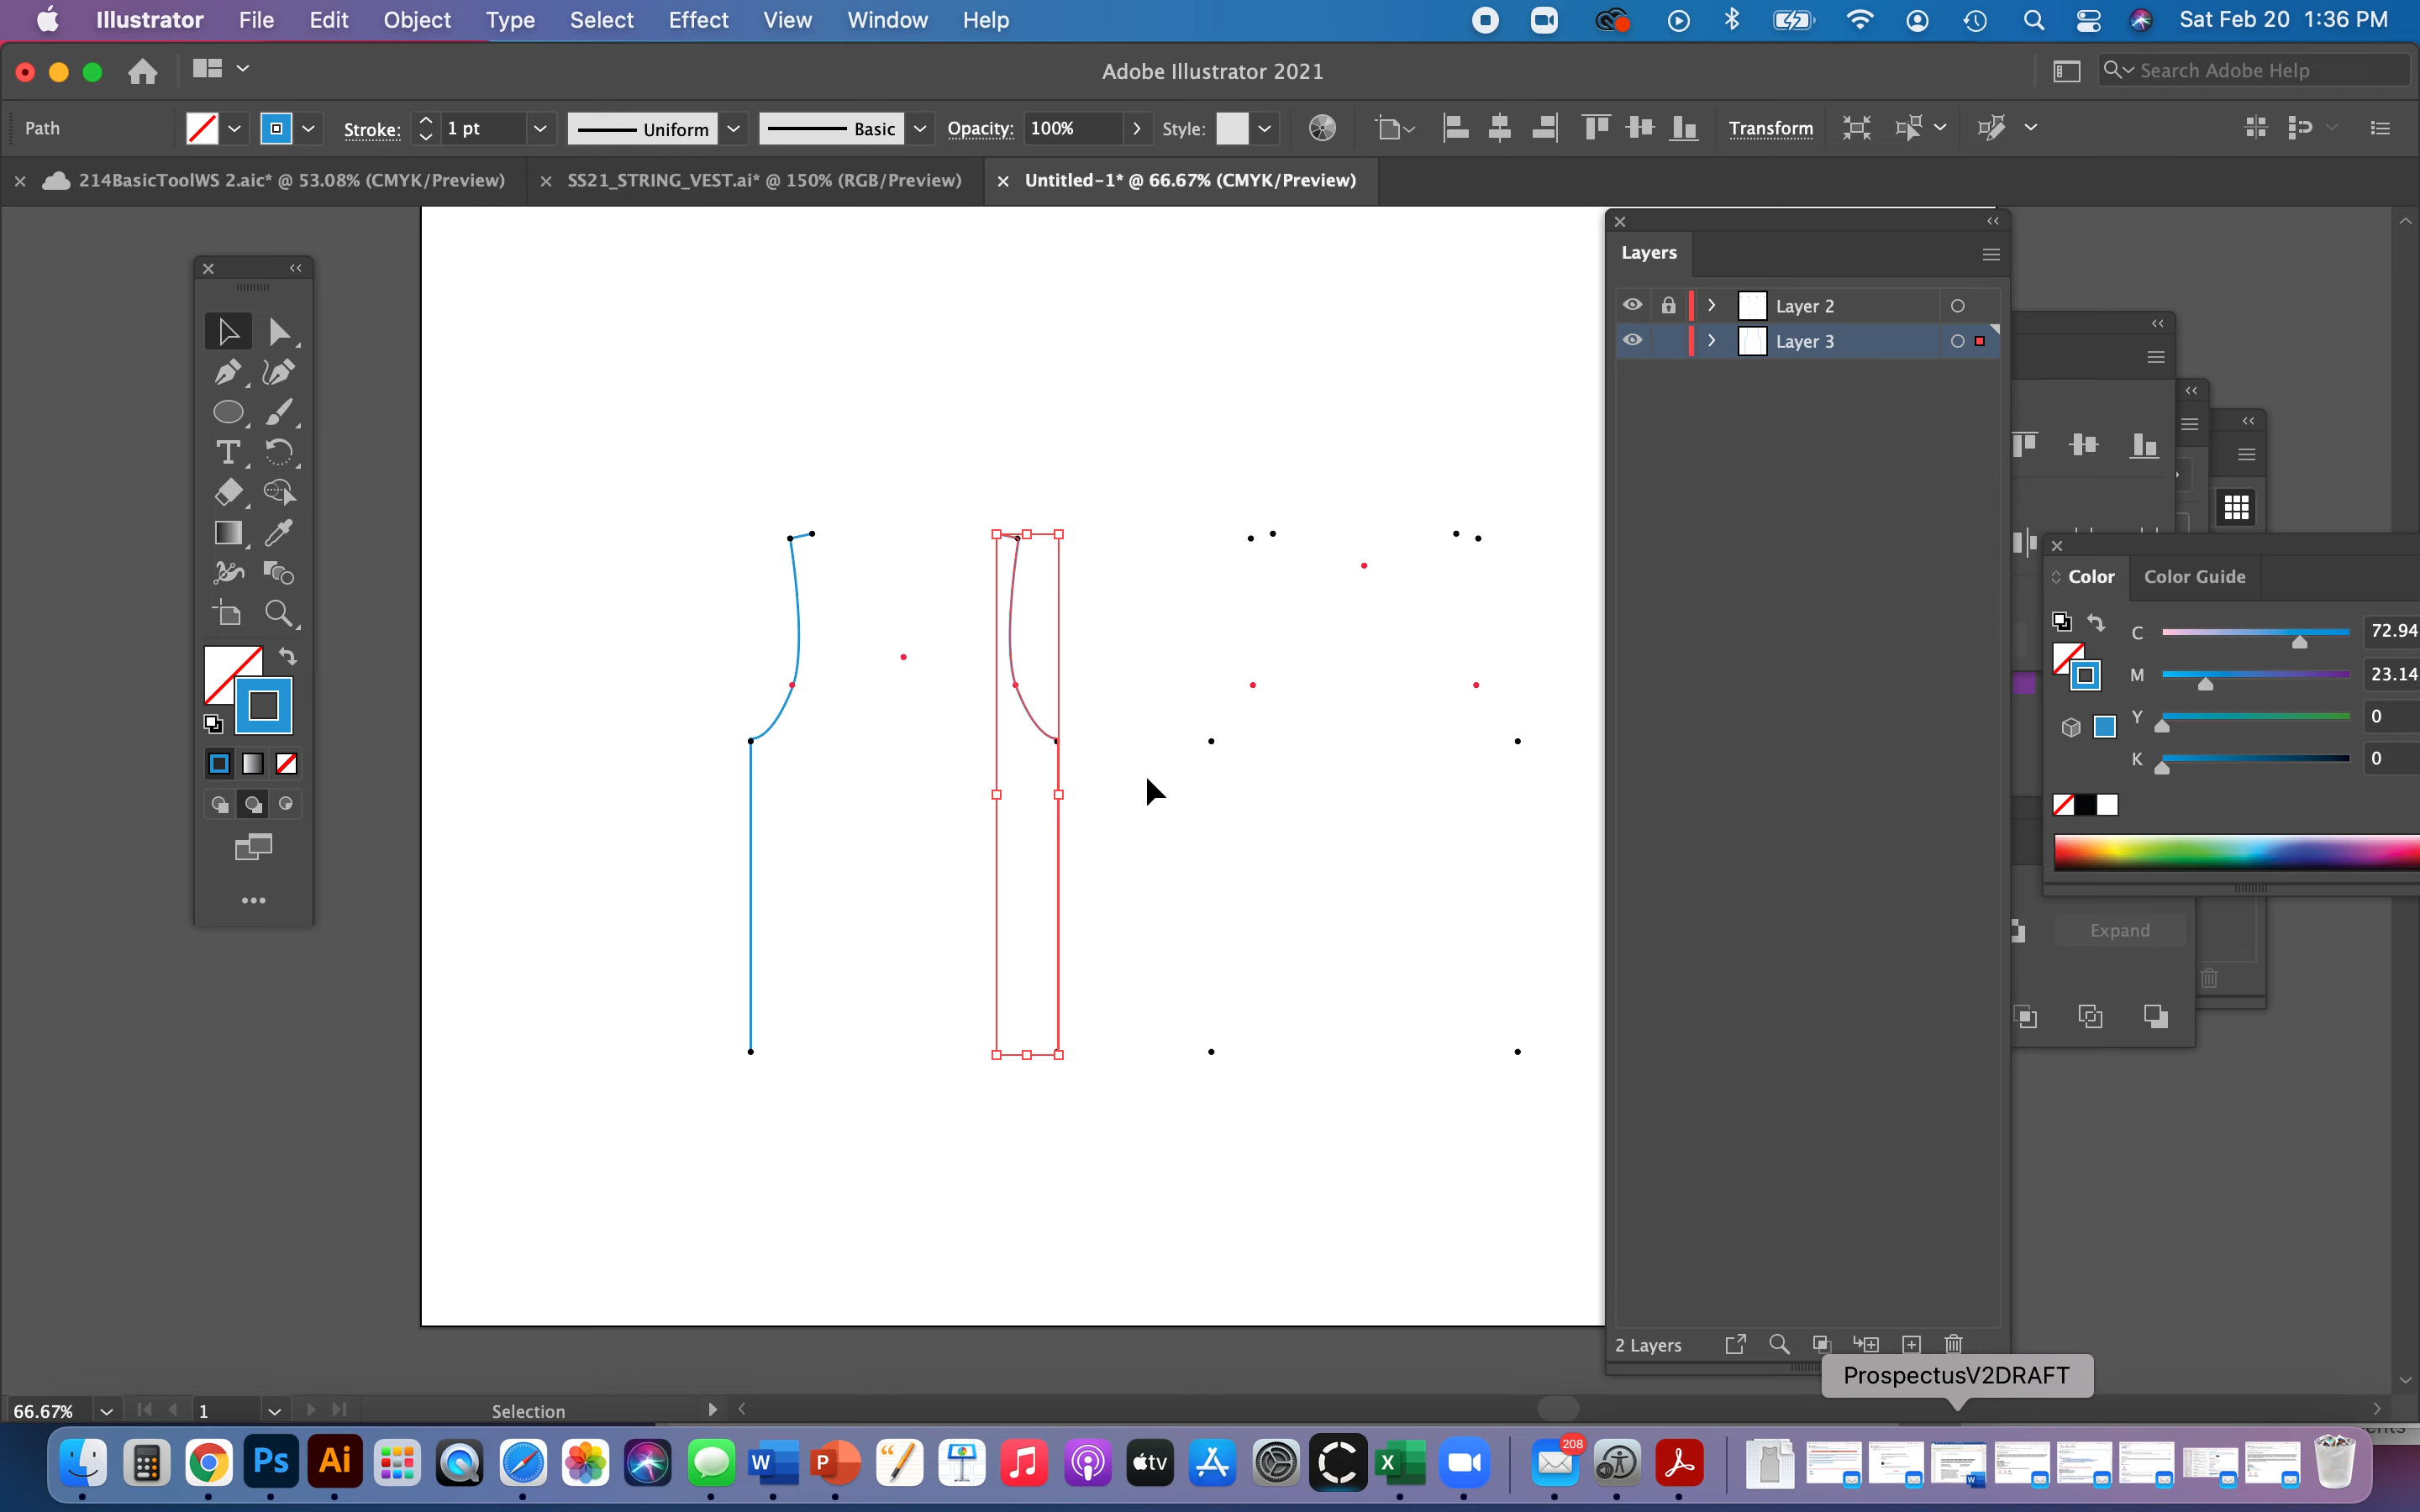 Illustrator File Edit Object Type Select Effect View Window Help Sat Feb 20 1:36 PM
Adobe Illustrator 2021
Search Adobe Help
Path Stroke: 1 pt Uniform Basic Opacity: 100% Style: Transform
214BasicToolWS 2.aic* @ 53.08% (CMYK/Preview) SS21_STRING_VEST.ai* @ 150% (RGB/Preview) Untitled-1* @ 66.67% (CMYK/Preview)
Layers
Layer 2
Layer 3
T
Color Color Guide
C 72.94
M 23.14
Y 0
K 0
Expand
2 Layers
ProspectusV2DRAFT
66.67% 1 Selection
Ps Ai W P tv X 208